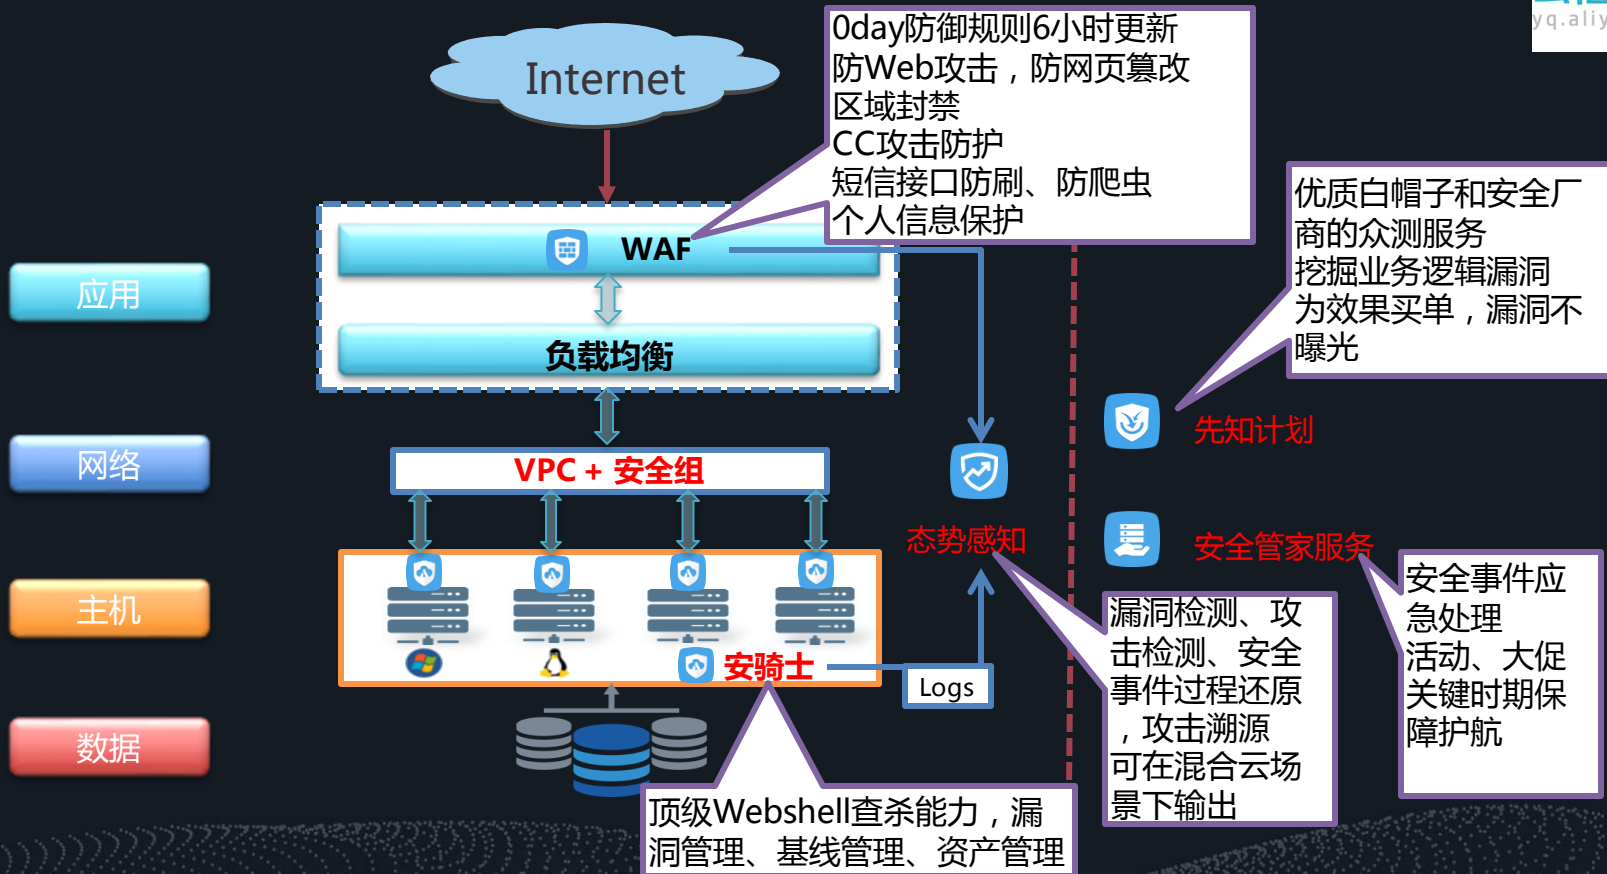 yq.aliy
Internet
0day防御规则6小时更新
防Web攻击，防网页篡改
区域封禁
CC攻击防护
短信接口防刷、防爬虫
个人信息保护
优质白帽子和安全厂
商的众测服务
挖掘业务逻辑漏洞
为效果买单，漏洞不
曝光
应用
WAF
负载均衡
网络
VPC + 安全组
先知计划
态势感知
安全管家服务
主机
安骑士
Logs
漏洞检测、攻
击检测、安全
事件过程还原
，攻击溯源
可在混合云场
景下输出
安全事件应
急处理
活动、大促
关键时期保
障护航
数据
顶级Webshell查杀能力，漏
洞管理、基线管理、资产管理